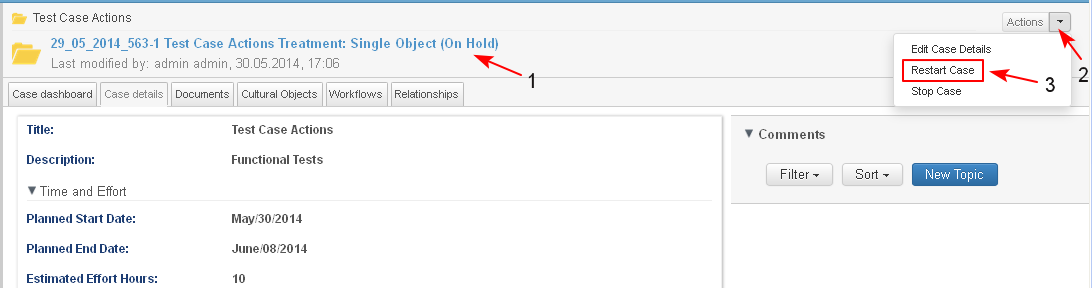 Test Case Actions
Actions
29_05_2014_563-1 Test Case Actions Treatment: Single Object (On Hold)
Last modified by: admin admin, 30.05.2014, 17:06
1
2
Edit Case Details
Restart Case
3
Stop Case
Case dashboard Case details Documents Cultural Objects Workflows Relationships
Title: Test Case Actions
Description: Functional Tests
Time and Effort
Planned Start Date: May/30/2014
Planned End Date: June/08/2014
Estimated Effort Hours: 10
Comments
Filter Sort New Topic